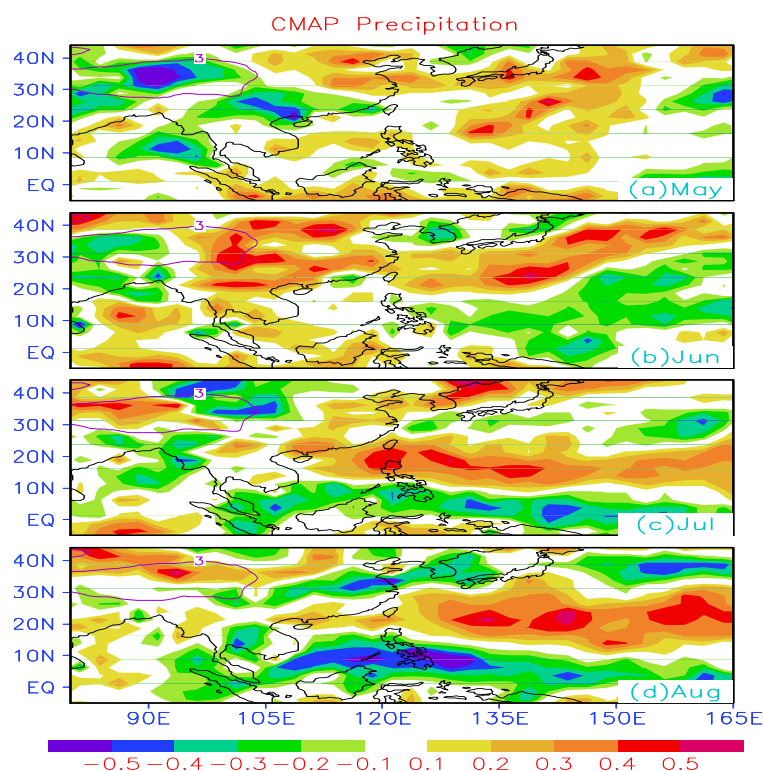 CMAP Precipitation
40N
30N
20N
10N
EQ
3
(a)May
40N
30N
20N
10N
EQ
3
(b)Jun
40N
30N
20N
10N
EQ
3
(c)Jul
40N
30N
20N
10N
EQ
3
(d)Aug
90E 105E 120E 135E 150E 165E
-0.5 -0.4 -0.3 -0.2 -0.1 0.1 0.2 0.3 0.4 0.5